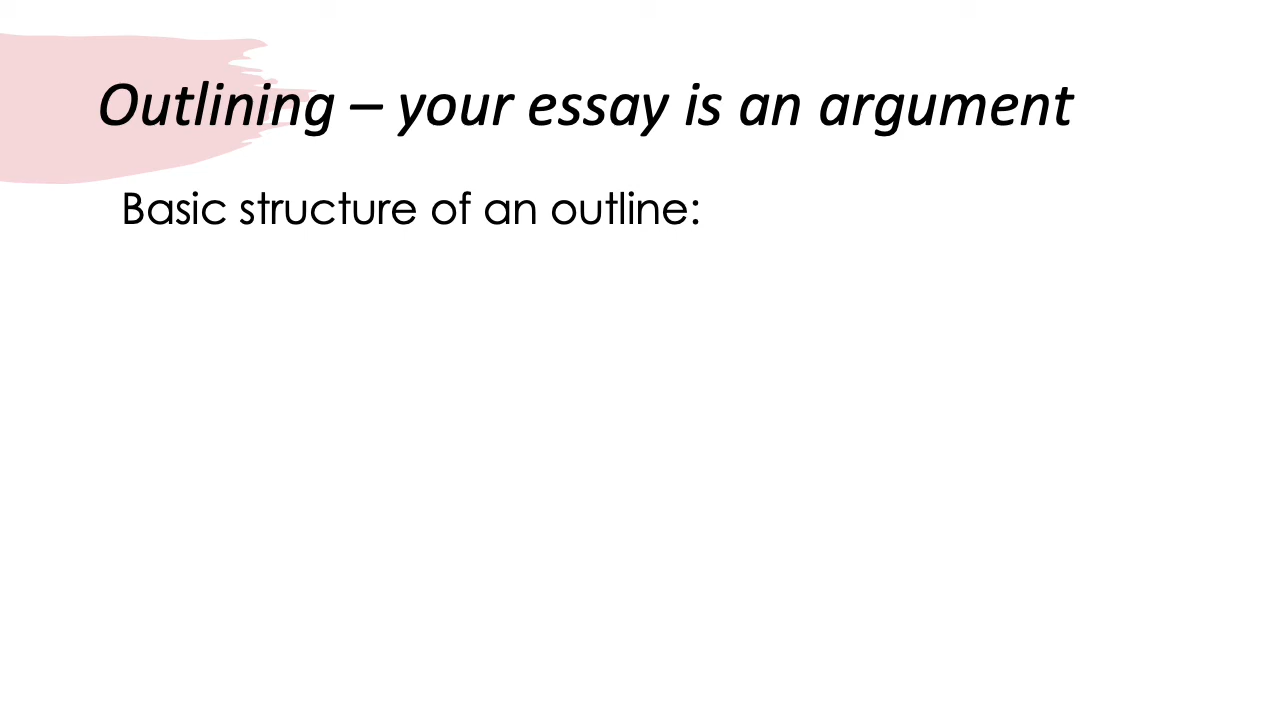 Outlining – your essay is an argument
Basic structure of an outline: